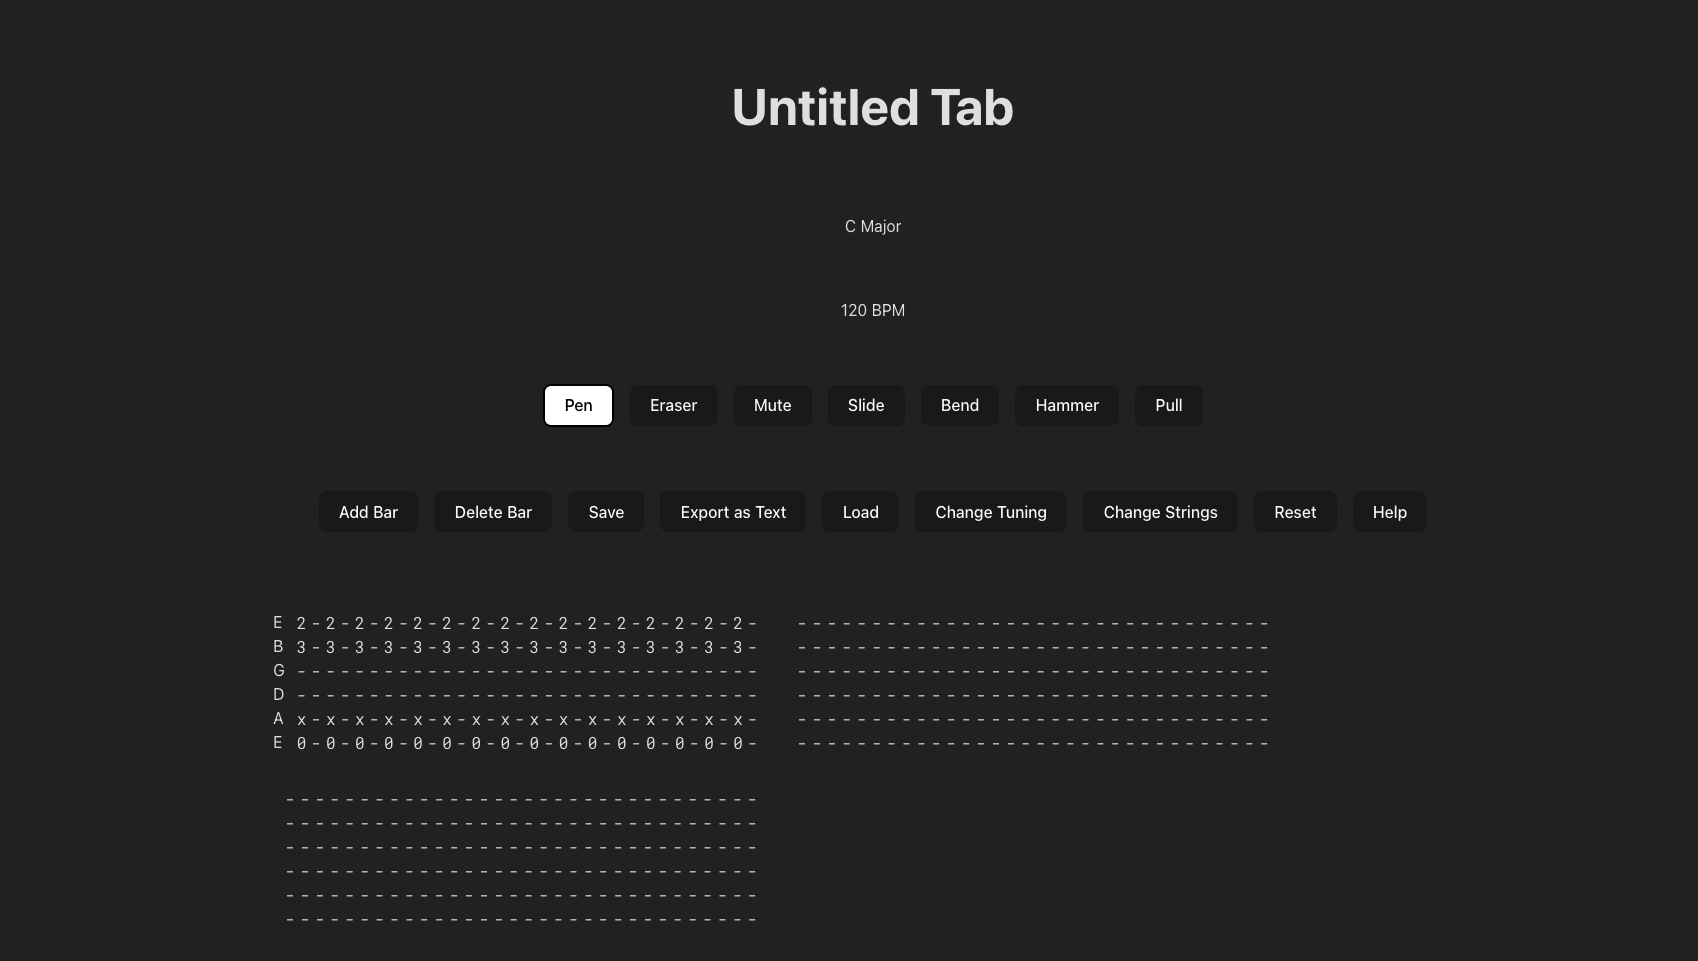 Untitled Tab
C Major
120 BPM
Pen Eraser Mute Slide Bend Hammer Pull
Add Bar Delete Bar Save Export as Text Load Change Tuning Change Strings Reset Help
E 2-2-2-2-2-2-2-2-2-2-2-2-2-2-2-2- --------------------------------
B 3-3-3-3-3-3-3-3-3-3-3-3-3-3-3-3- --------------------------------
G -------------------------------- --------------------------------
D -------------------------------- --------------------------------
A x-x-x-x-x-x-x-x-x-x-x-x-x-x-x-x- --------------------------------
E 0-0-0-0-0-0-0-0-0-0-0-0-0-0-0-0- --------------------------------
--------------------------------
--------------------------------
--------------------------------
--------------------------------
--------------------------------
--------------------------------